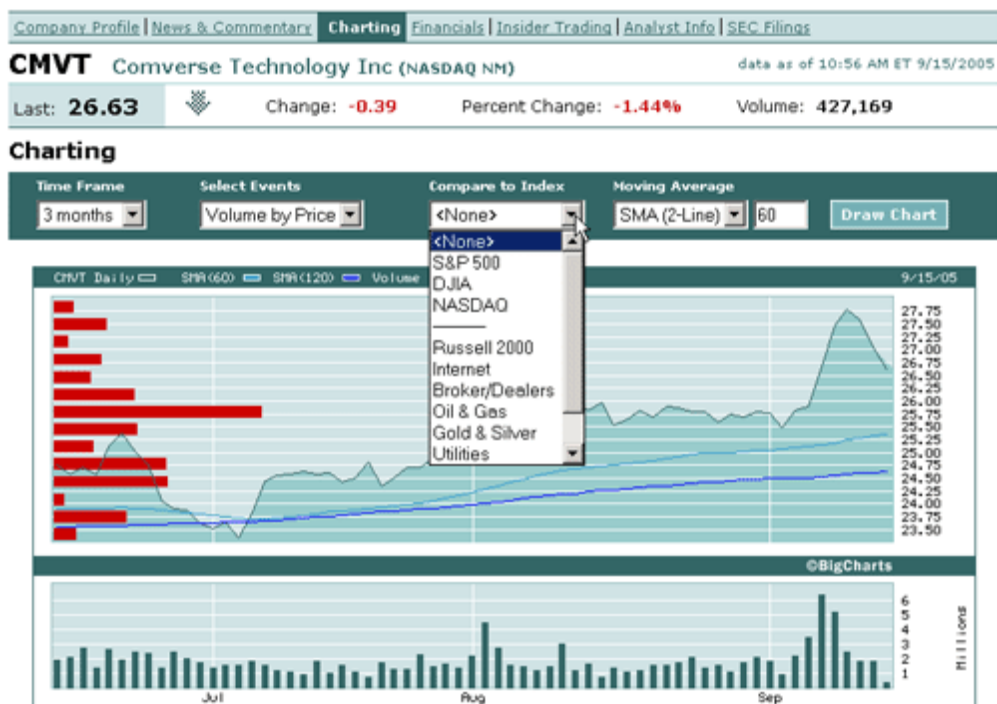 Company Profile | News & Commentary Charting Financials | Insider Trading | Analyst Info | SEC Filings
CMVT Comverse Technology Inc (NASDAQ NM) data as of 10:56 AM ET 9/15/2005
Last: 26.63 Change: -0.39 Percent Change: -1.44% Volume: 427,169
Charting
Time Frame Select Events Compare to Index Moving Average
3 months Volume by Price <None> SMA (2-Line) 60 Draw Chart
<None>
S&P 500
DJIA
NASDAQ
Russell 2000
Internet
Broker/Dealers
Oil & Gas
Gold & Silver
Utilities
CMVT Daily SMA(60) SMA(120) Volume 9/15/05
27.75
27.50
27.25
27.00
26.75
26.50
26.25
26.00
25.75
25.50
25.25
25.00
24.75
24.50
24.25
24.00
23.75
23.50
©BigCharts
6
5
4
3
2
1
Millions
Jul Aug Sep